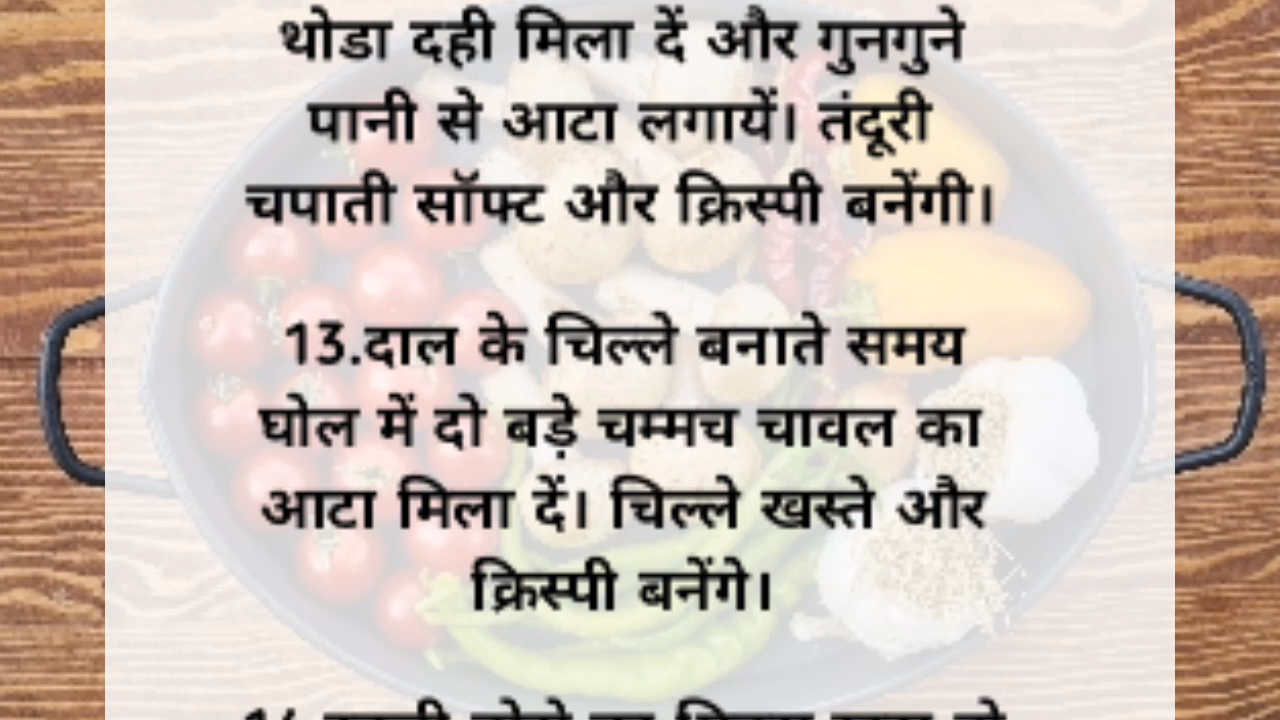 थोडा दही मिला दें और गुनगुने
पानी से आटा लगायें। तंदूरी
चपाती सॉफ्ट और क्रिस्पी बनेंगी।
13.दाल के चिल्ले बनाते समय
घोल में दो बड़े चम्मच चावल का
आटा मिला दें। चिल्ले खस्ते और
क्रिस्पी बनेंगे।